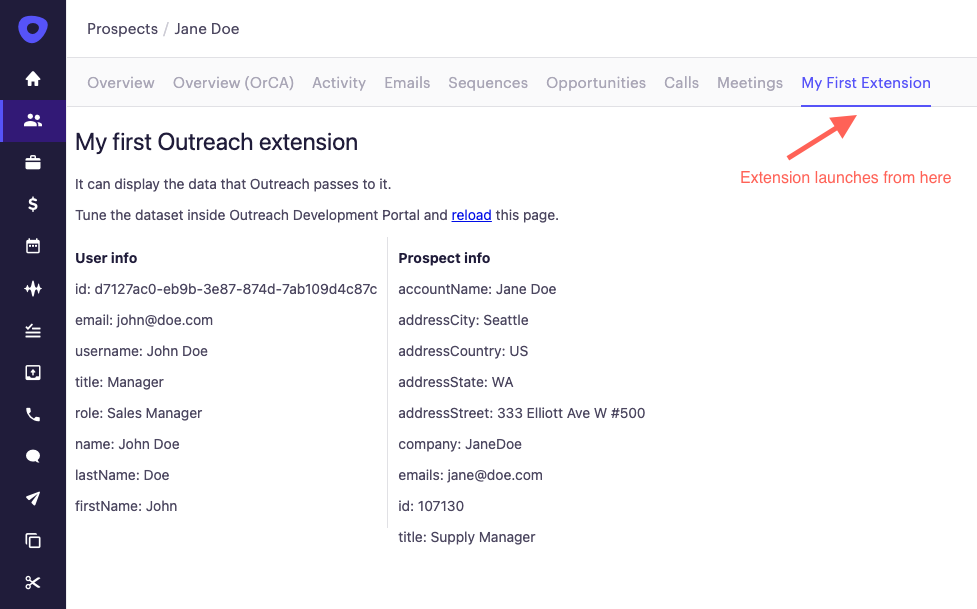 Prospects / Jane Doe
Overview Overview (OrCA) Activity Emails Sequences Opportunities Calls Meetings My First Extension
My first Outreach extension
Extension launches from here
It can display the data that Outreach passes to it.
Tune the dataset inside Outreach Development Portal and reload this page.
User info
id: d7127ac0-eb9b-3e87-874d-7ab109d4c87c
email: john@doe.com
username: John Doe
title: Manager
role: Sales Manager
name: John Doe
lastName: Doe
firstName: John
Prospect info
accountName: Jane Doe
addressCity: Seattle
addressCountry: US
addressState: WA
addressStreet: 333 Elliott Ave W #500
company: JaneDoe
emails: jane@doe.com
id: 107130
title: Supply Manager